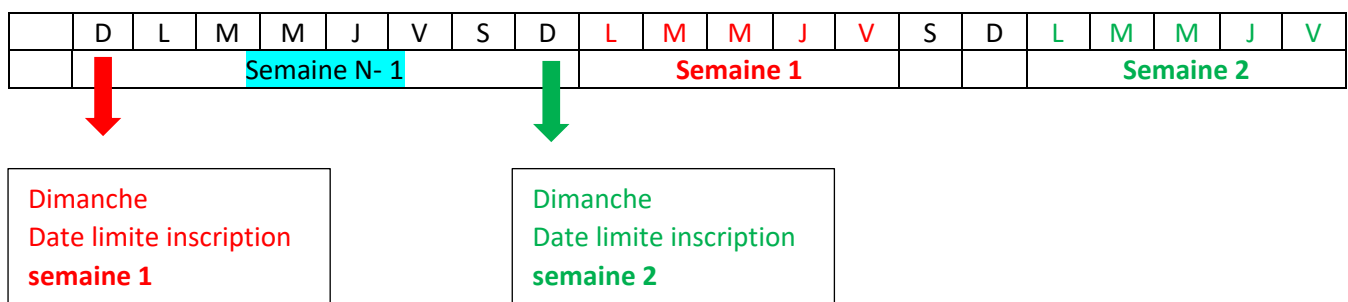 D L M M J V S D L M M J V S D L M M J V
Semaine N- 1 Semaine 1 Semaine 2
Dimanche
Date limite inscription
semaine 1
Dimanche
Date limite inscription
semaine 2